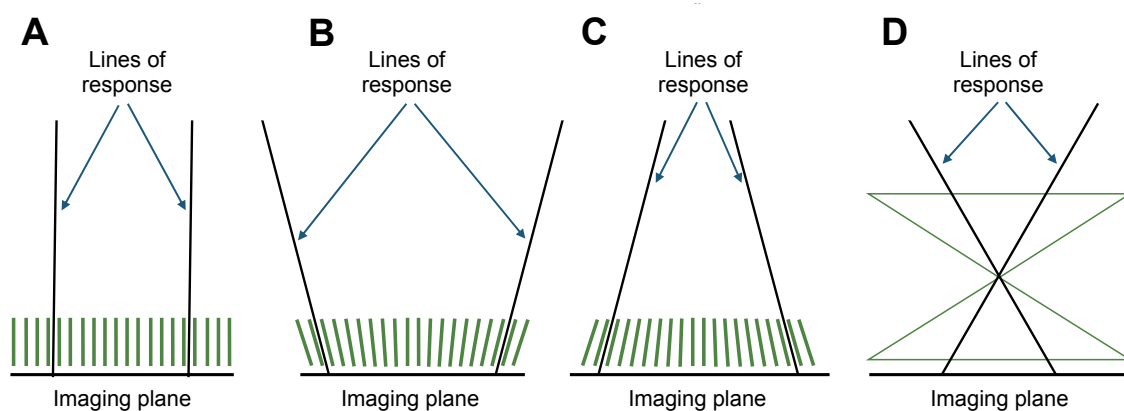 A
B
C
D
Lines of
response
Lines of
response
Lines of
response
Lines of
response
Imaging plane
Imaging plane
Imaging plane
Imaging plane